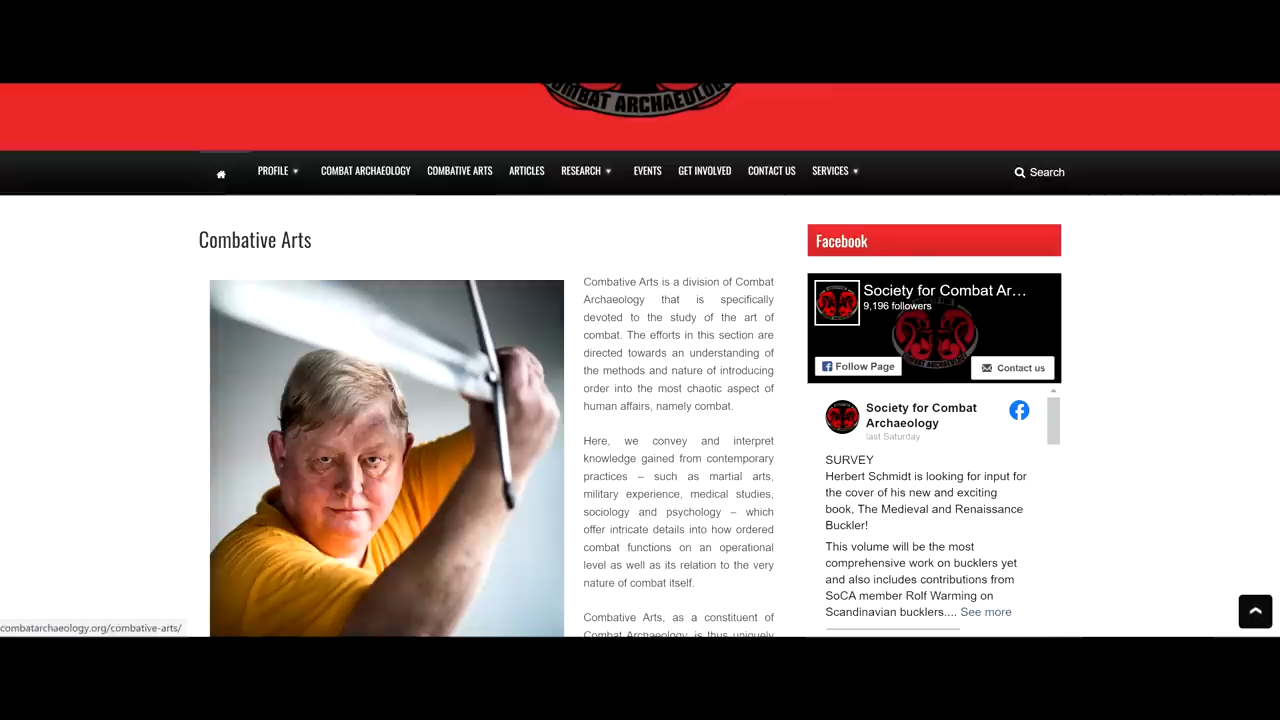 COMBAT ARCHAEOLOGY
PROFILE
COMBAT ARCHAEOLOGY
COMBATIVE ARTS
ARTICLES
RESEARCH
EVENTS
GET INVOLVED
CONTACT US
SERVICES
Search
Combative Arts
Combative Arts is a division of Combat
Archaeology that is specifically
devoted to the study of the art of
combat. The efforts in this section are
directed towards an understanding of
the methods and nature of introducing
order into the most chaotic aspect of
human affairs, namely combat.
Here, we convey and interpret
knowledge gained from contemporary
practices – such as martial arts,
military experience, medical studies,
sociology and psychology – which
offer intricate details into how ordered
combat functions on an operational
level as well as its relation to the very
nature of combat itself.
Combative Arts, as a constituent of
Combat Archaeology, is thus uniquely
Facebook
Society for Combat Ar...
9,196 followers
Follow Page
Contact us
Society for Combat
Archaeology
last Saturday
SURVEY
Herbert Schmidt is looking for input for
the cover of his new and exciting
book, The Medieval and Renaissance
Buckler!
This volume will be the most
comprehensive work on bucklers yet
and also includes contributions from
SoCA member Rolf Warming on
Scandinavian bucklers.... See more
combatarchaeology.org/combative-arts/